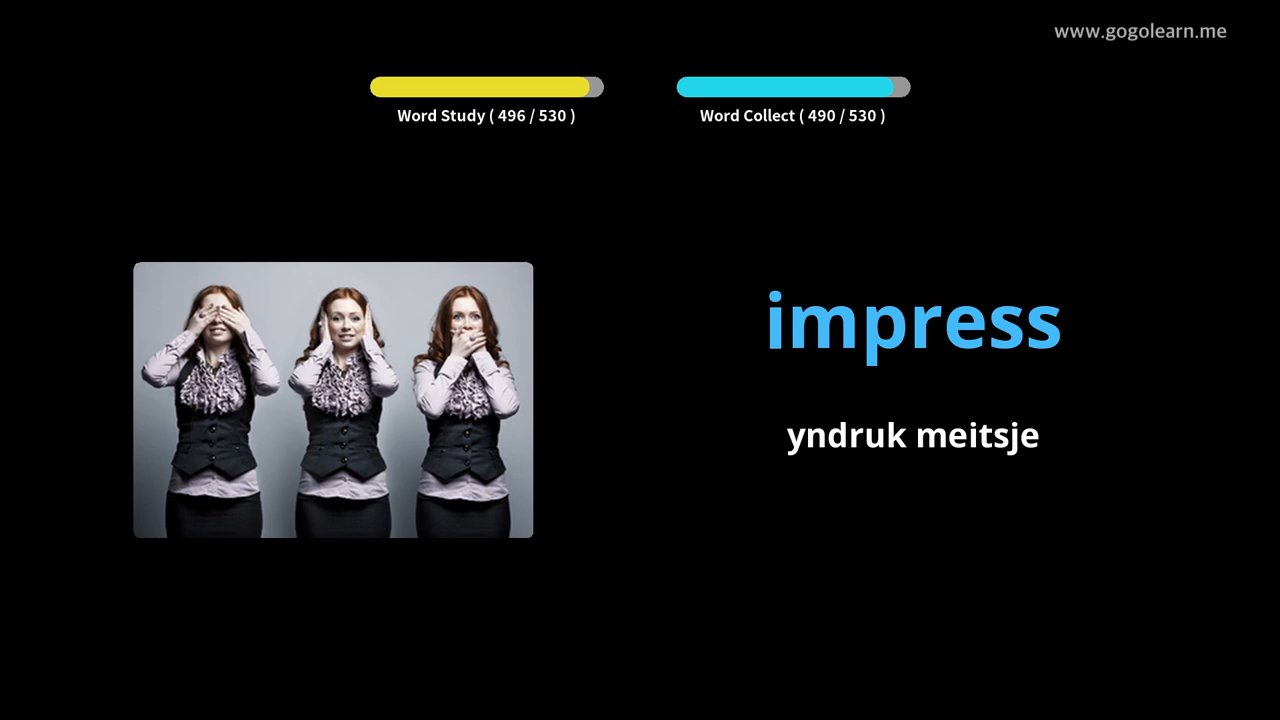 www.gogolearn.me
Word Study ( 496 / 530 )
Word Collect ( 490 / 530 )
impress
yndruk meitsje